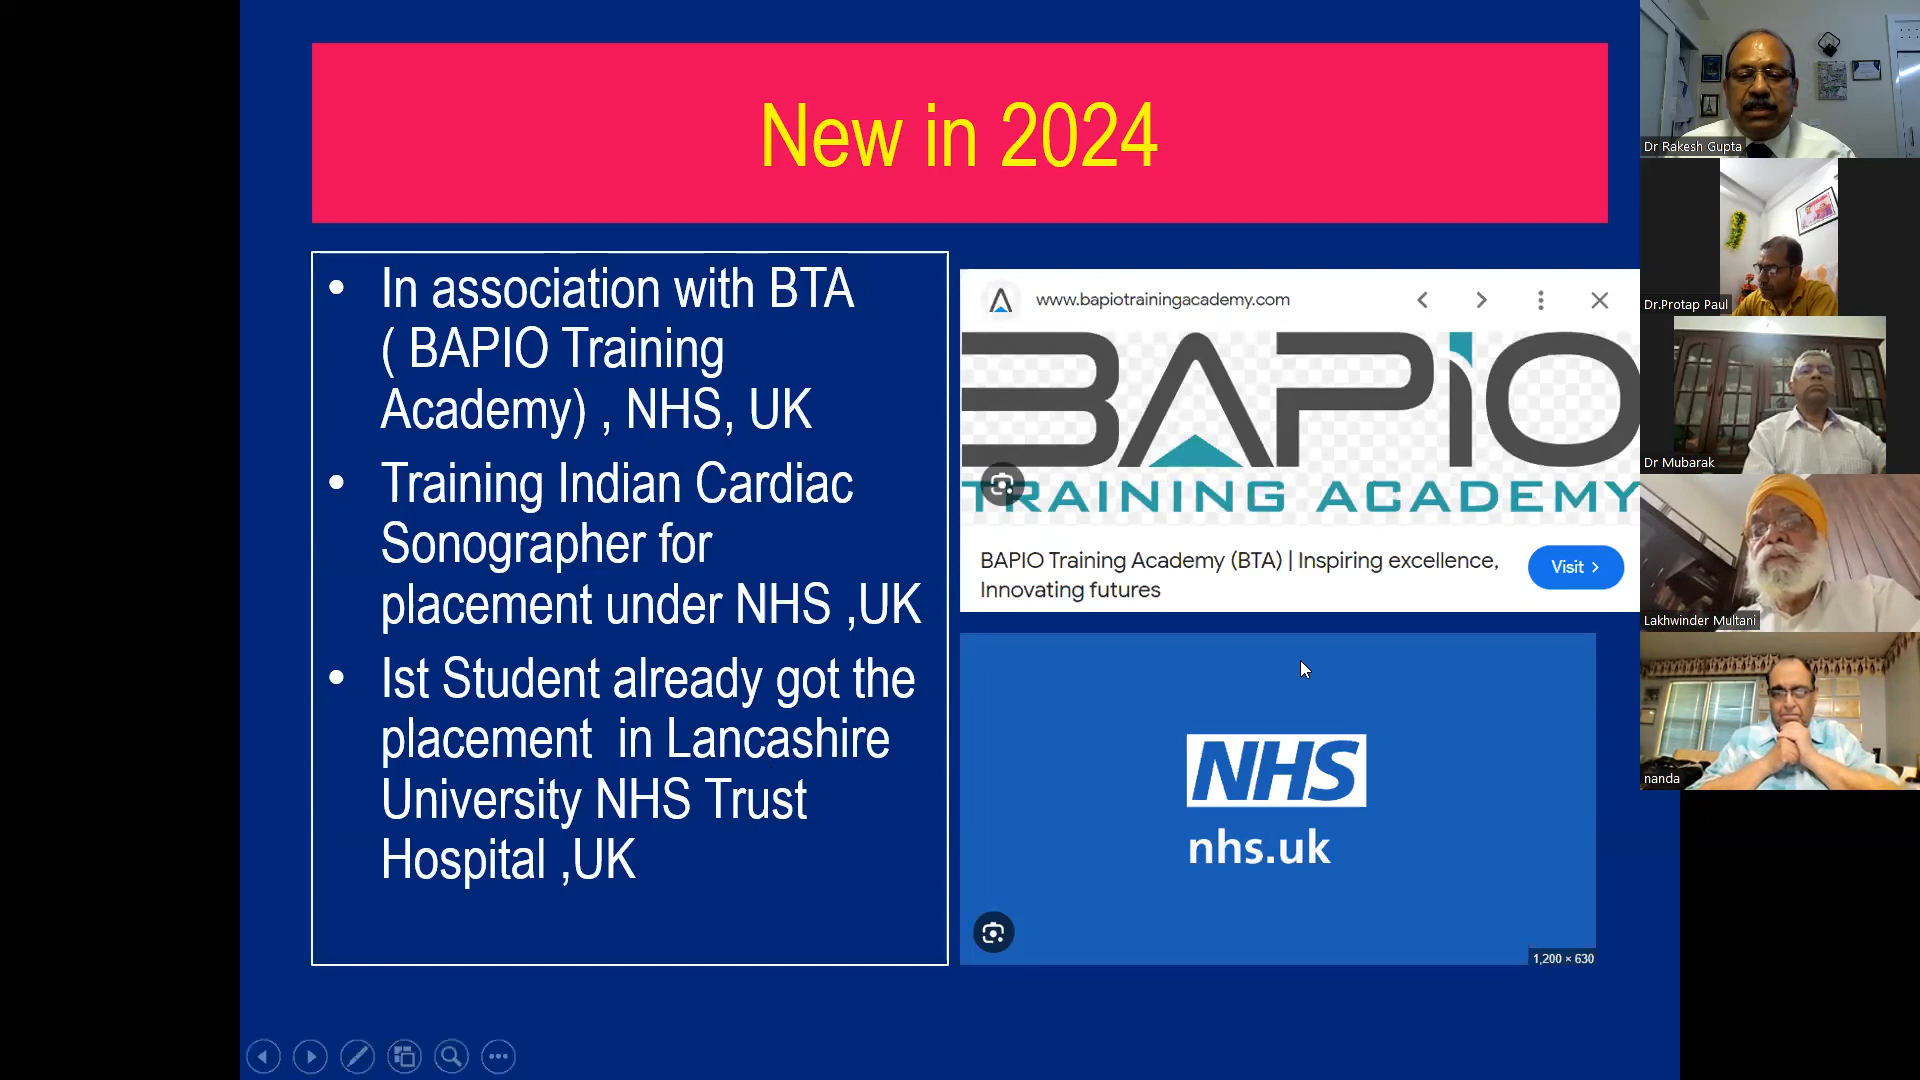 New in 2024
• In association with BTA
( BAPIO Training
Academy) , NHS, UK
• Training Indian Cardiac
Sonographer for
placement under NHS ,UK
• Ist Student already got the
placement in Lancashire
University NHS Trust
Hospital ,UK
www.bapiotrainingacademy.com
BAPIO
TRAINING ACADEMY
BAPIO Training Academy (BTA) | Inspiring excellence,
Innovating futures
Visit
NHS
nhs.uk
1,200 × 630
Dr Rakesh Gupta
Dr.Protap Paul
Dr Mubarak
Lakhwinder Multani
nanda